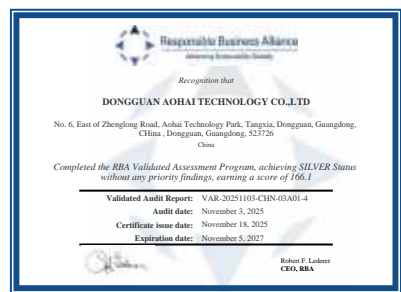 Responsible Business Alliance
Advancing Sustainability Globally
Recognition that
DONGGUAN AOHAI TECHNOLOGY CO.,LTD
No. 6, East of Zhenglong Road, Aohai Technology Park, Tangxia, Dongguan, Guangdong,
CHina , Dongguan, Guangdong, 523726
China
Completed the RBA Validated Assessment Program, achieving SILVER Status
without any priority findings, earning a score of 166.1
Validated Audit Report: VAR-20251103-CHN-03A01-4
Audit date: November 3, 2025
Certificate issue date: November 18, 2025
Expiration date: November 5, 2027
Robert F. Lederer
CEO, RBA